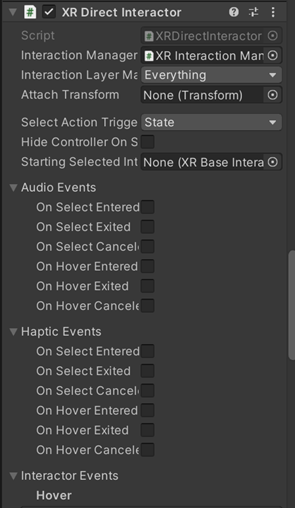 XR Direct Interactor
Script XRDirectInteractor
Interaction Manager XR Interaction Man
Interaction Layer Ma Everything
Attach Transform None (Transform)
Select Action Trigge State
Hide Controller On S
Starting Selected Int None (XR Base Intera
Audio Events
On Select Entered
On Select Exited
On Select Cancele
On Hover Entered
On Hover Exited
On Hover Cancele
Haptic Events
On Select Entered
On Select Exited
On Select Cancele
On Hover Entered
On Hover Exited
On Hover Cancele
Interactor Events
Hover